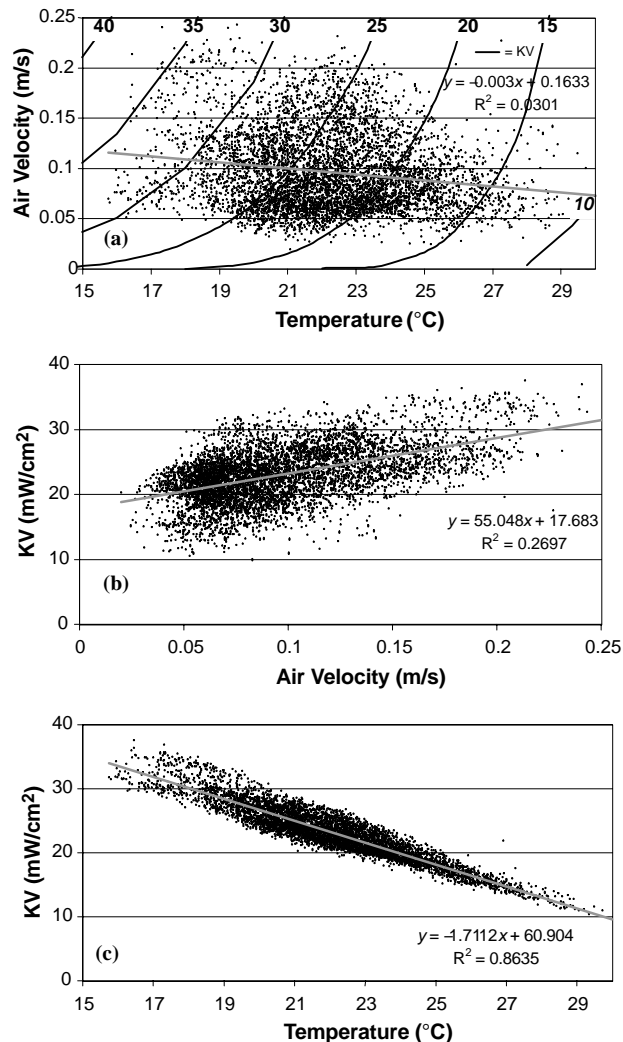 0.25
40
35
30
25
20
15
= KV
y = –0.003x + 0.1633
R² = 0.0301
0.2
0.15
0.1
0.05
0
10
Air Velocity (m/s)
(a)
15 17 19 21 23 25 27 29
Temperature (°C)
40
30
20
10
0
KV (mW/cm²)
y = 55.048x + 17.683
R² = 0.2697
(b)
0 0.05 0.1 0.15 0.2 0.25
Air Velocity (m/s)
40
30
20
10
0
KV (mW/cm²)
y = –1.7112x + 60.904
R² = 0.8635
(c)
15 17 19 21 23 25 27 29
Temperature (°C)